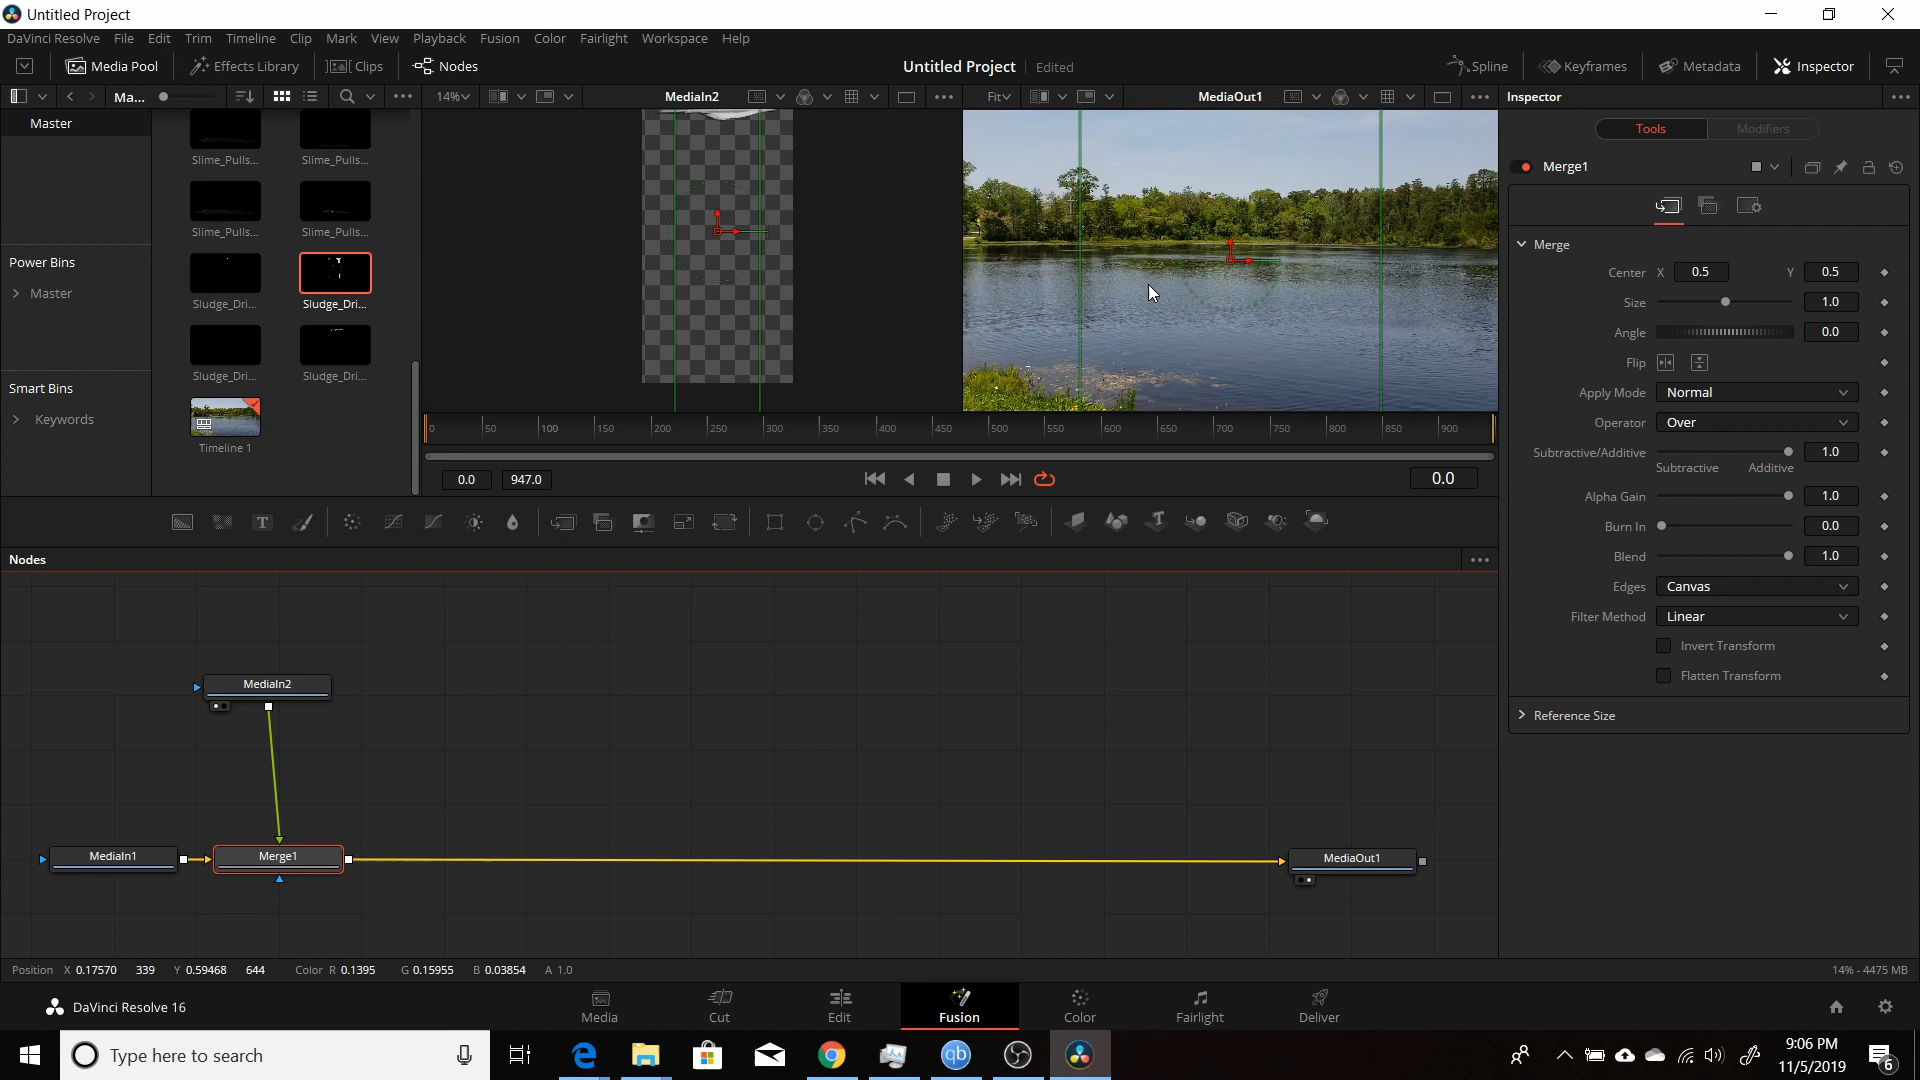 Untitled Project
DaVinci Resolve File Edit Trim Timeline Clip Mark View Playback Fusion Color Fairlight Workspace Help
Media Pool Effects Library Clips Nodes Untitled Project Edited Spline Keyframes Metadata Inspector
Ma... 14% MediaIn2 Fit MediaOut1 Inspector
Master
Tools Modifiers
Slime_Pulls... Slime_Pulls...
Merge1
Slime_Pulls... Slime_Pulls...
Merge
Power Bins
Master
Center X 0.5 Y 0.5
Sludge_Dri... Sludge_Dri...
Size 1.0
Angle 0.0
Flip
Sludge_Dri... Sludge_Dri...
Smart Bins
Keywords
Apply Mode Normal
Operator Over
Timeline 1
0 50 100 150 200 250 300 350 400 450 500 550 600 650 700 750 800 850 900
Subtractive/Additive 1.0
Subtractive Additive
0.0 947.0 0.0
Alpha Gain 1.0
Burn In 0.0
Blend 1.0
Nodes
Edges Canvas
Filter Method Linear
Invert Transform
Flatten Transform
Reference Size
MediaIn2
MediaIn1 Merge1 MediaOut1
Position X 0.17570 339 Y 0.59468 644 Color R 0.1395 G 0.15955 B 0.03854 A 1.0 14% - 4475 MB
DaVinci Resolve 16
Media Cut Edit Fusion Color Fairlight Deliver
Type here to search
9:06 PM
11/5/2019
6
qb